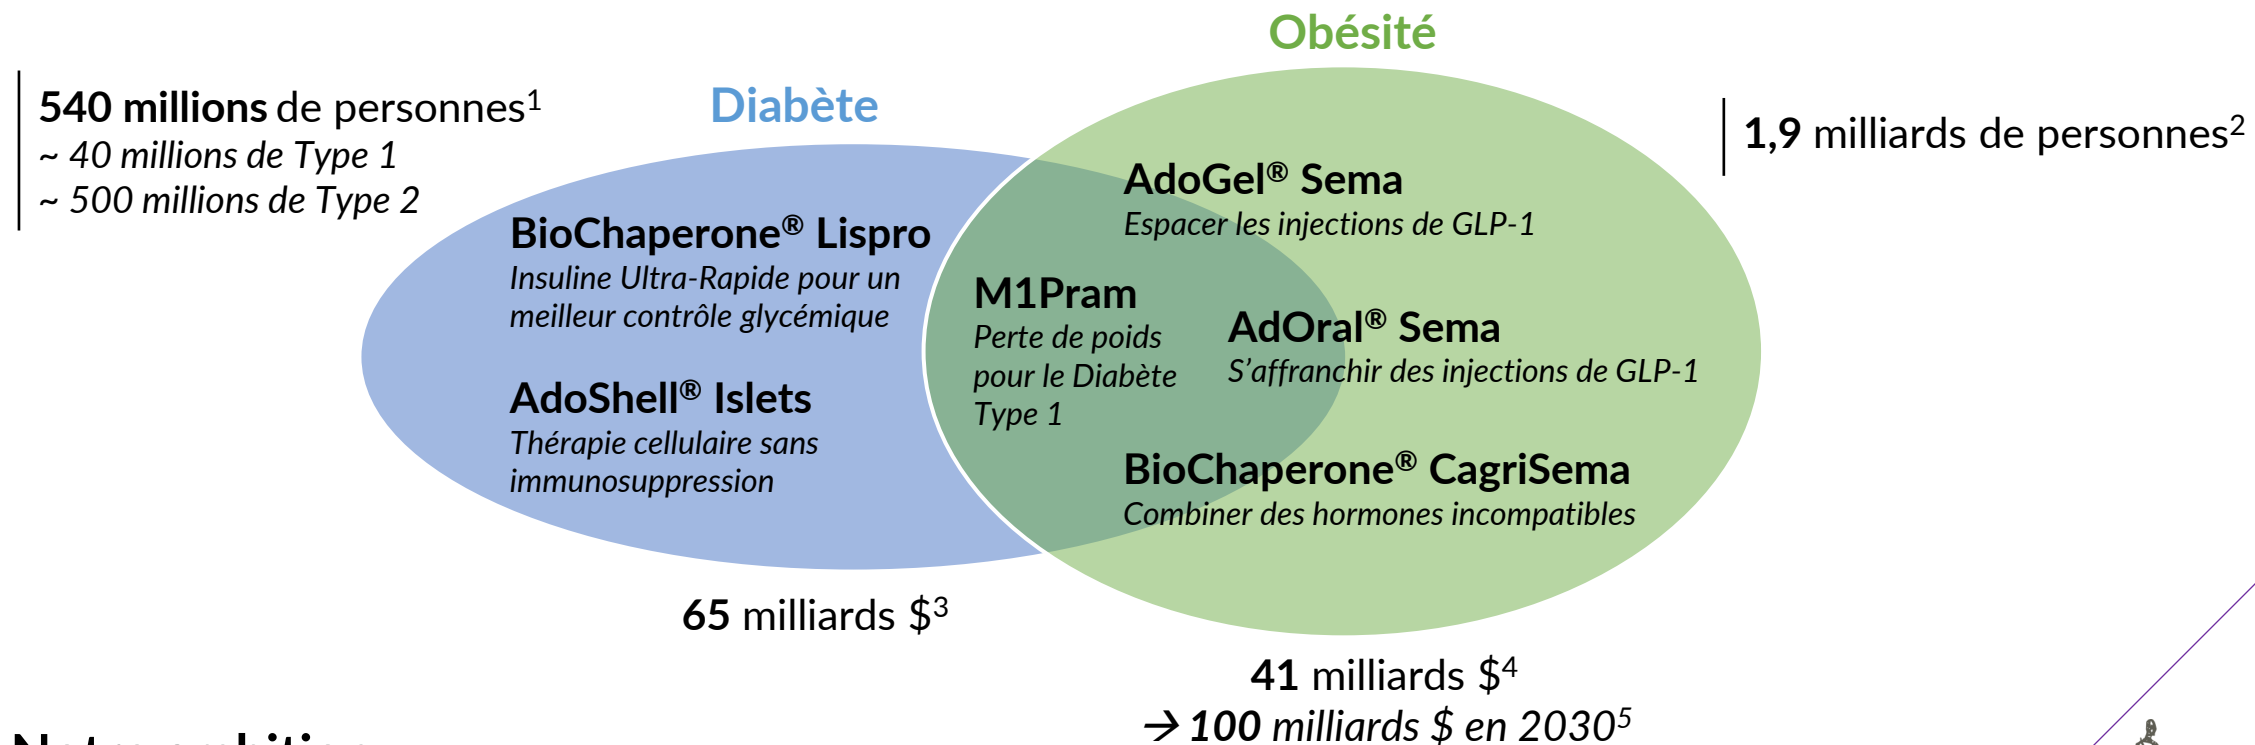 Obésité
Diabète
540 millions de personnes¹
~ 40 millions de Type 1
~ 500 millions de Type 2
1,9 milliards de personnes²
BioChaperone® Lispro
Insuline Ultra-Rapide pour un
meilleur contrôle glycémique
AdoShell® Islets
Thérapie cellulaire sans
immunosuppression
M1Pram
Perte de poids
pour le Diabète
Type 1
AdoGel® Sema
Espacer les injections de GLP-1
AdOral® Sema
S’affranchir des injections de GLP-1
BioChaperone® CagriSema
Combiner des hormones incompatibles
65 milliards $³
41 milliards $⁴
→ 100 milliards $ en 2030⁵
Notre ambition